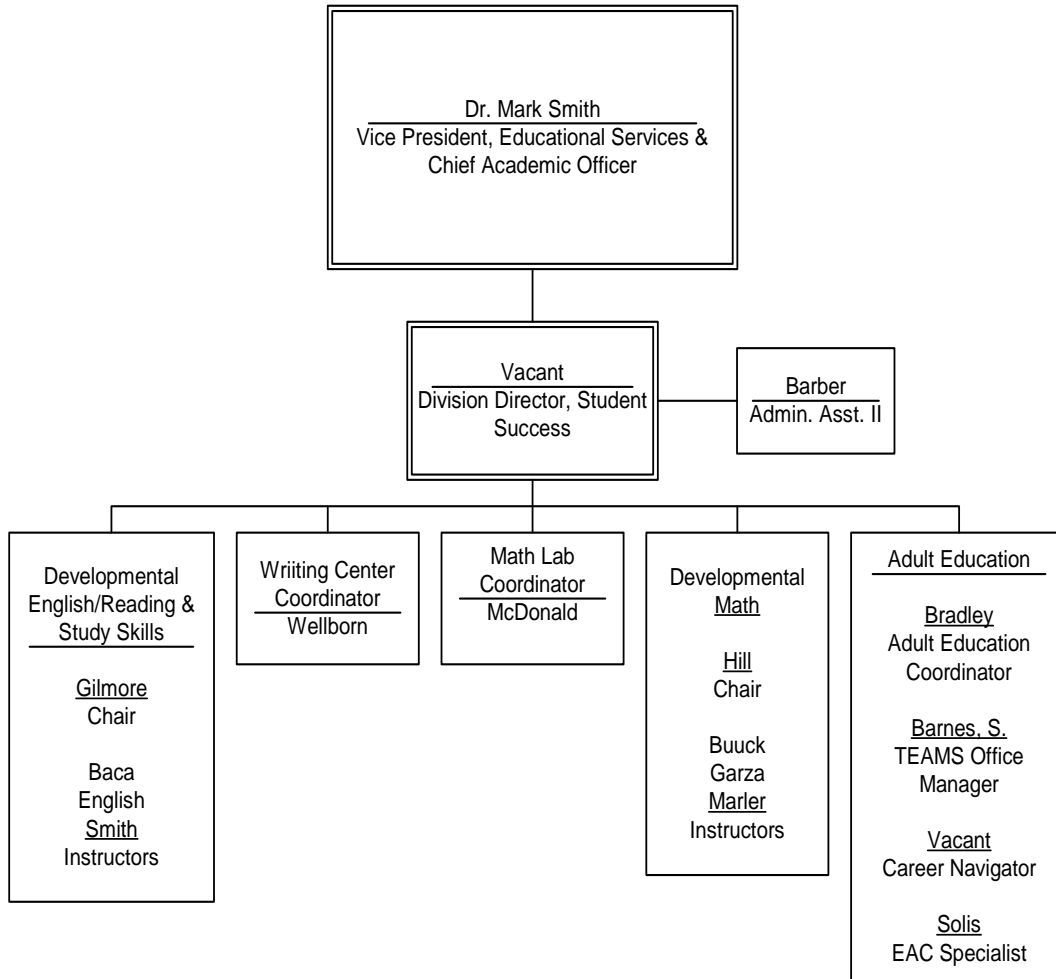 Dr. Mark Smith
Vice President, Educational Services &
Chief Academic Officer
Vacant
Division Director, Student
Success
Barber
Admin. Asst. II
Developmental
English/Reading &
Study Skills
Gilmore
Chair
Baca
English
Smith
Instructors
Wriiting Center
Coordinator
Wellborn
Math Lab
Coordinator
McDonald
Developmental
Math
Hill
Chair
Buuck
Garza
Marler
Instructors
Adult Education
Bradley
Adult Education
Coordinator
Barnes, S.
TEAMS Office
Manager
Vacant
Career Navigator
Solis
EAC Specialist